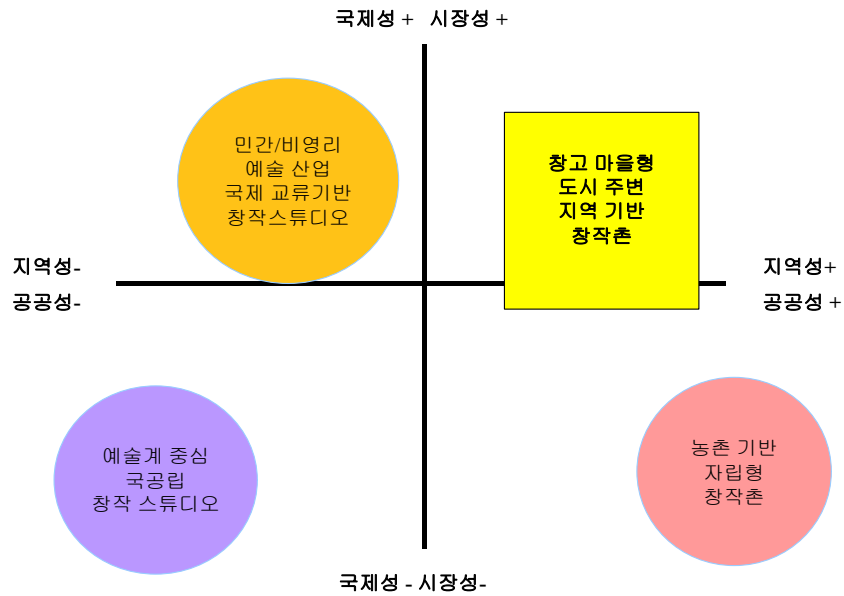 국제성 + 시장성 +
민간/비영리
예술 산업
국제 교류기반
창작스튜디오
창고 마을형
도시 주변
지역 기반
창작촌
지역성-
공공성-
지역성+
공공성 +
예술계 중심
국공립
창작 스튜디오
농촌 기반
자립형
창작촌
국제성 - 시장성-